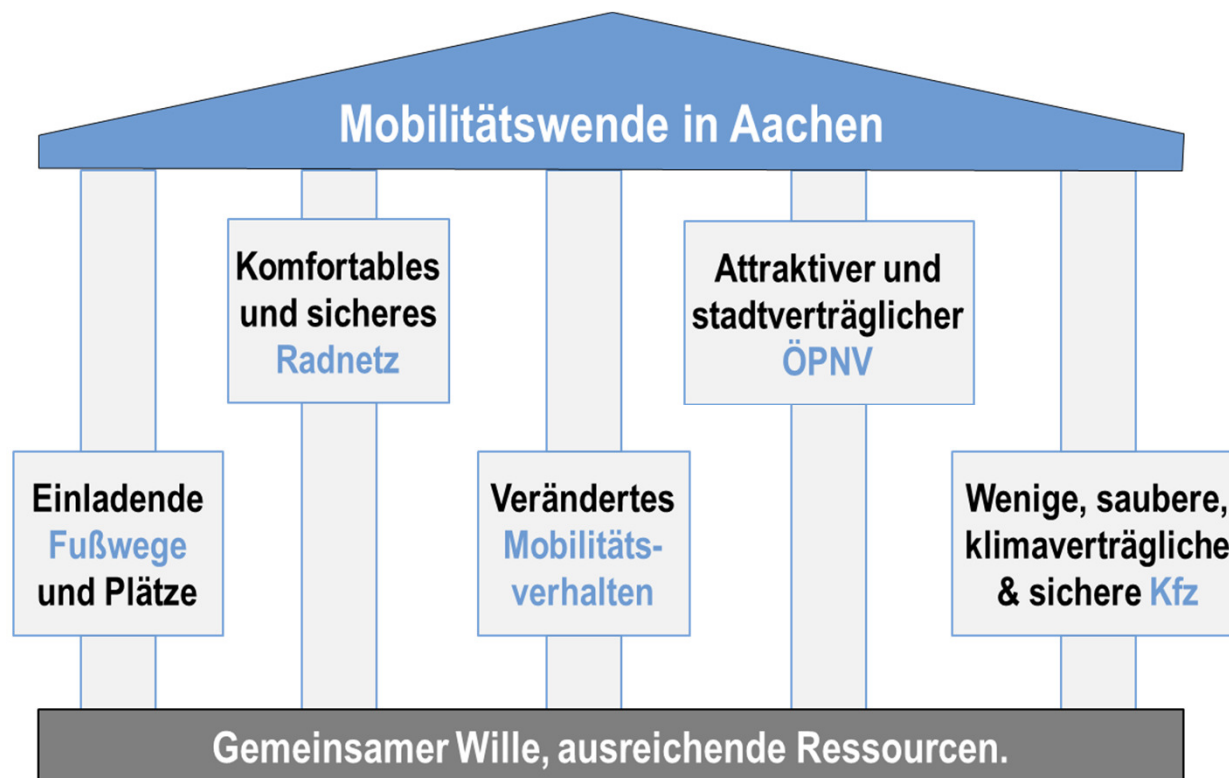 Mobilitätswende in Aachen
Einladende
Fußwege
und Plätze
Komfortables
und sicheres
Radnetz
Verändertes
Mobilitäts-
verhalten
Attraktiver und
stadtverträglicher
ÖPNV
Wenige, saubere,
klimaverträgliche
& sichere Kfz
Gemeinsamer Wille, ausreichende Ressourcen.